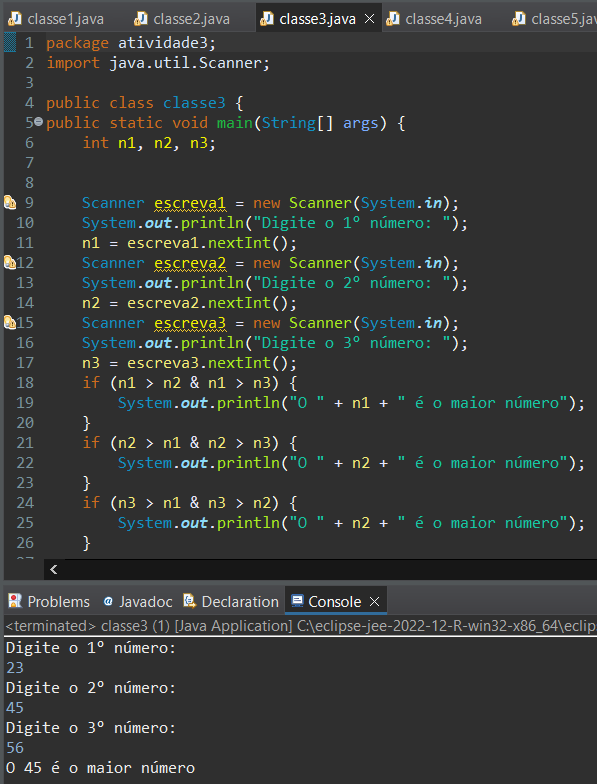 classe1.java classe2.java classe3.java classe4.java classe5.jav
1 package atividade3;
2 import java.util.Scanner;
3
4 public class classe3 {
5 public static void main(String[] args) {
6 int n1, n2, n3;
7
8
9 Scanner escreva1 = new Scanner(System.in);
10 System.out.println("Digite o 1º número: ");
11 n1 = escreva1.nextInt();
12 Scanner escreva2 = new Scanner(System.in);
13 System.out.println("Digite o 2º número: ");
14 n2 = escreva2.nextInt();
15 Scanner escreva3 = new Scanner(System.in);
16 System.out.println("Digite o 3º número: ");
17 n3 = escreva3.nextInt();
18 if (n1 > n2 & n1 > n3) {
19 System.out.println("O " + n1 + " é o maior número");
20 }
21 if (n2 > n1 & n2 > n3) {
22 System.out.println("O " + n2 + " é o maior número");
23 }
24 if (n3 > n1 & n3 > n2) {
25 System.out.println("O " + n2 + " é o maior número");
26 }
Problems Javadoc Declaration Console
<terminated> classe3 (1) [Java Application] C:\eclipse-jee-2022-12-R-win32-x86_64\eclip
Digite o 1º número:
23
Digite o 2º número:
45
Digite o 3º número:
56
O 45 é o maior número